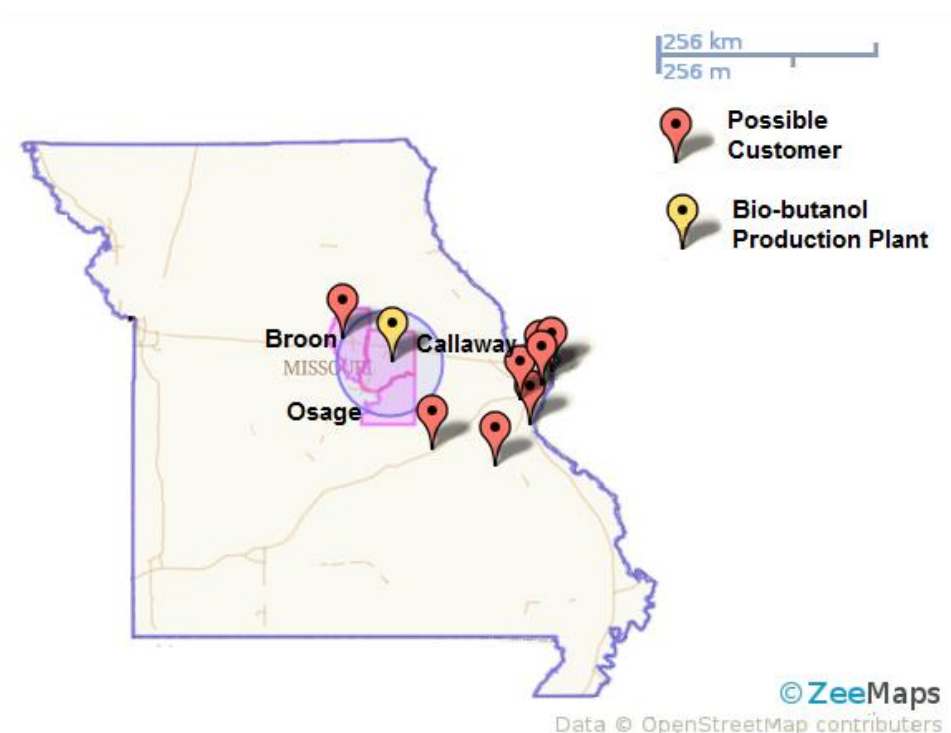 256 km
256 m
Possible
Customer
Bio-butanol
Production Plant
Broon
Callaway
MISSOURI
Osage
© ZeeMaps
Data © OpenStreetMap contributers